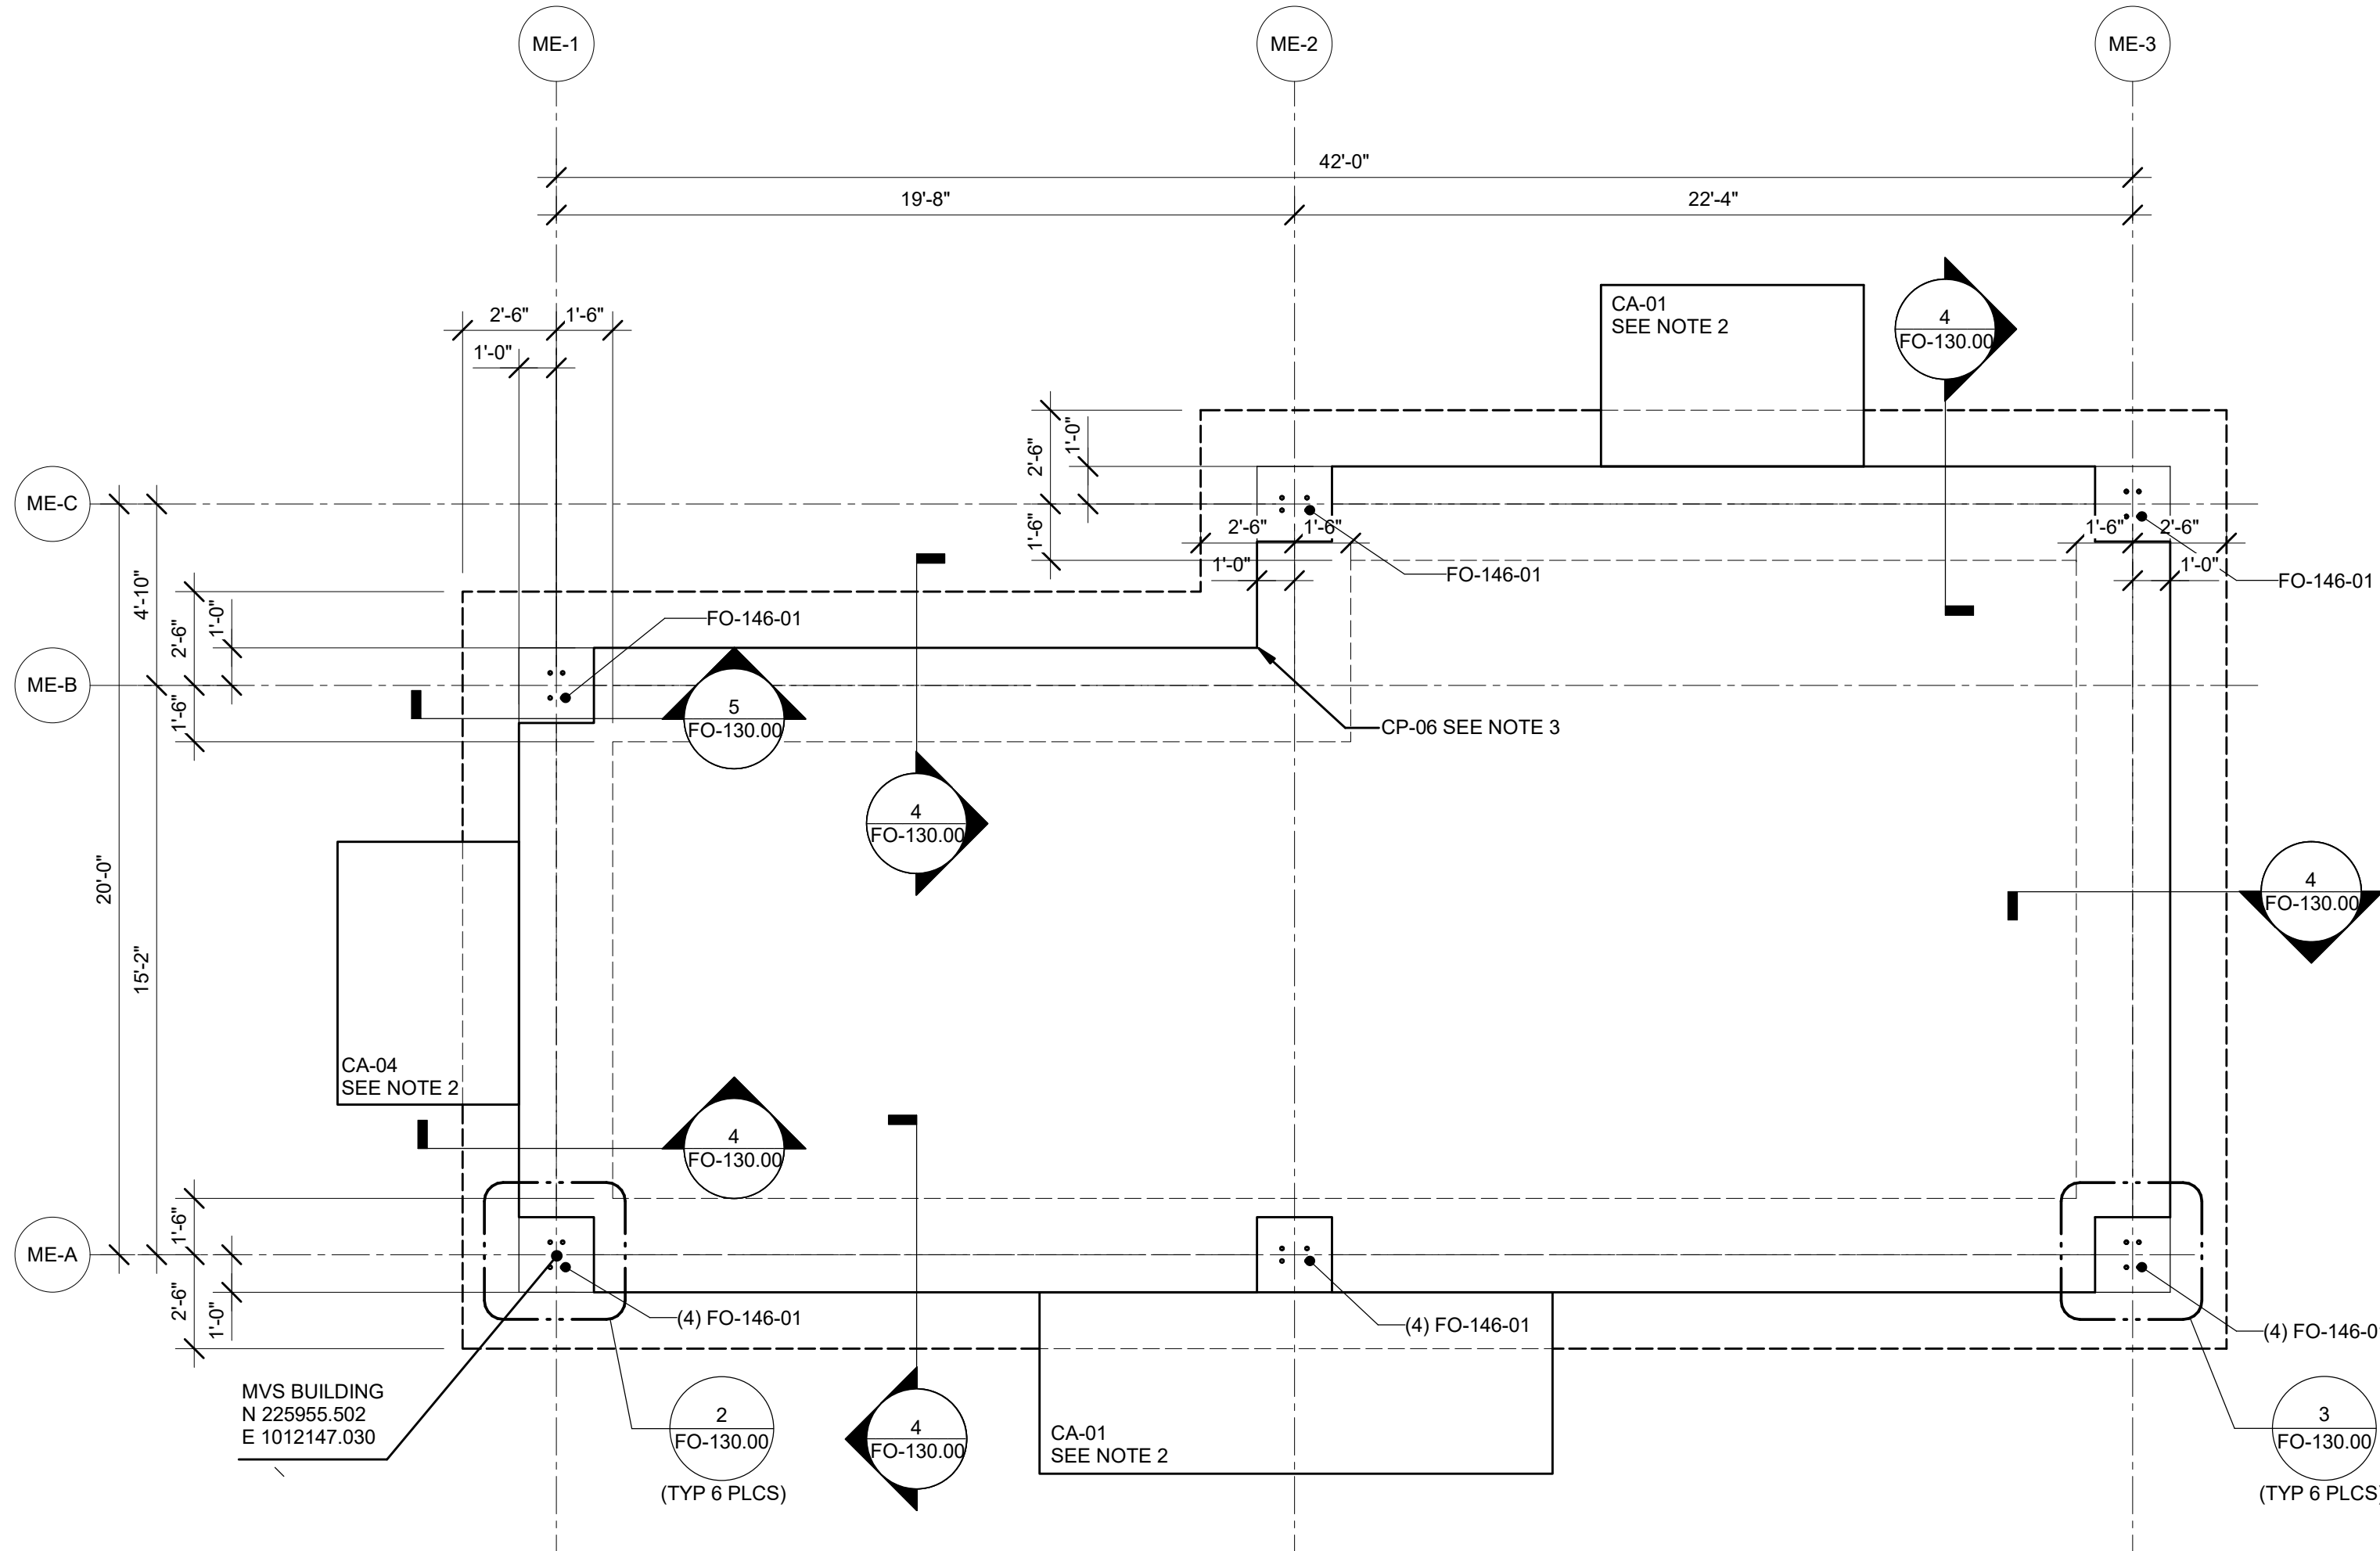 ME-1
ME-2
ME-3
42'-0"
19'-8"
22'-4"
2'-6"
1'-6"
1'-0"
CA-01
SEE NOTE 2
4
FO-130.00
2'-6"
1'-0"
1'-6"
ME-C
2'-6"
1'-6"
1'-0"
FO-146-01
1'-6"
2'-6"
1'-0"
FO-146-01
4'-10"
2'-6"
1'-0"
1'-6"
FO-146-01
ME-B
5
FO-130.00
CP-06 SEE NOTE 3
4
FO-130.00
20'-0"
15'-2"
4
FO-130.00
CA-04
SEE NOTE 2
4
FO-130.00
ME-A
1'-6"
2'-6"
1'-0"
(4) FO-146-01
(4) FO-146-01
(4) FO-146-0
MVS BUILDING
N 225955.502
E 1012147.030
2
FO-130.00
(TYP 6 PLCS)
4
FO-130.00
CA-01
SEE NOTE 2
3
FO-130.00
(TYP 6 PLCS)